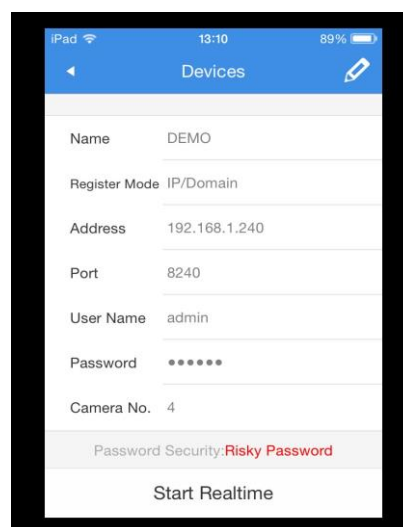 iPad 13:10 89%
Devices
Name DEMO
Register Mode IP/Domain
Address 192.168.1.240
Port 8240
User Name admin
Password ●●●●●●
Camera No. 4
Password Security:Risky Password
Start Realtime